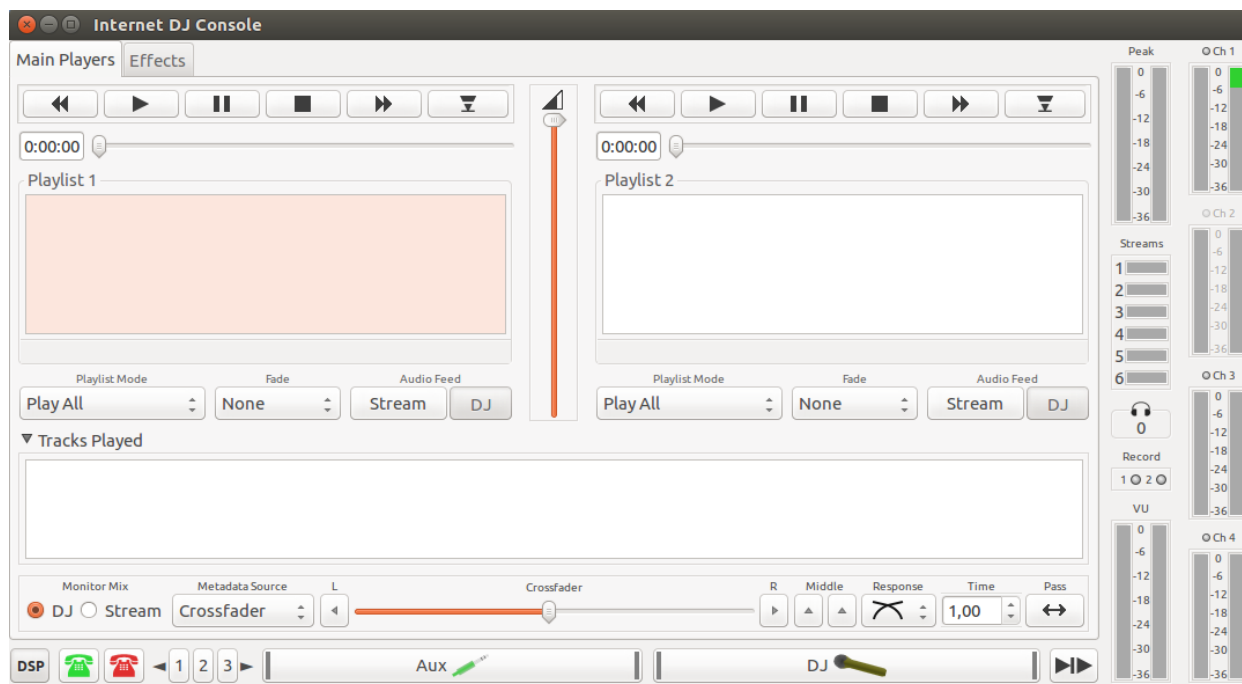 Internet DJ Console
Main Players Effects
0:00:00
Playlist 1
Playlist Mode Fade Audio Feed
Play All None Stream DJ
0:00:00
Playlist 2
Playlist Mode Fade Audio Feed
Play All None Stream DJ
Tracks Played
Monitor Mix Metadata Source L Crossfader R Middle Response Time Pass
DJ Stream Crossfader 1,00
DSP 1 2 3 Aux DJ
Peak
0
-6
-12
-18
-24
-30
-36
Streams
1
2
3
4
5
6
0
Record
1 2
VU
0
-6
-12
-18
-24
-30
-36
Ch 1
0
-6
-12
-18
-24
-30
-36
Ch 2
0
-6
-12
-18
-24
-30
-36
Ch 3
0
-6
-12
-18
-24
-30
-36
Ch 4
0
-6
-12
-18
-24
-30
-36